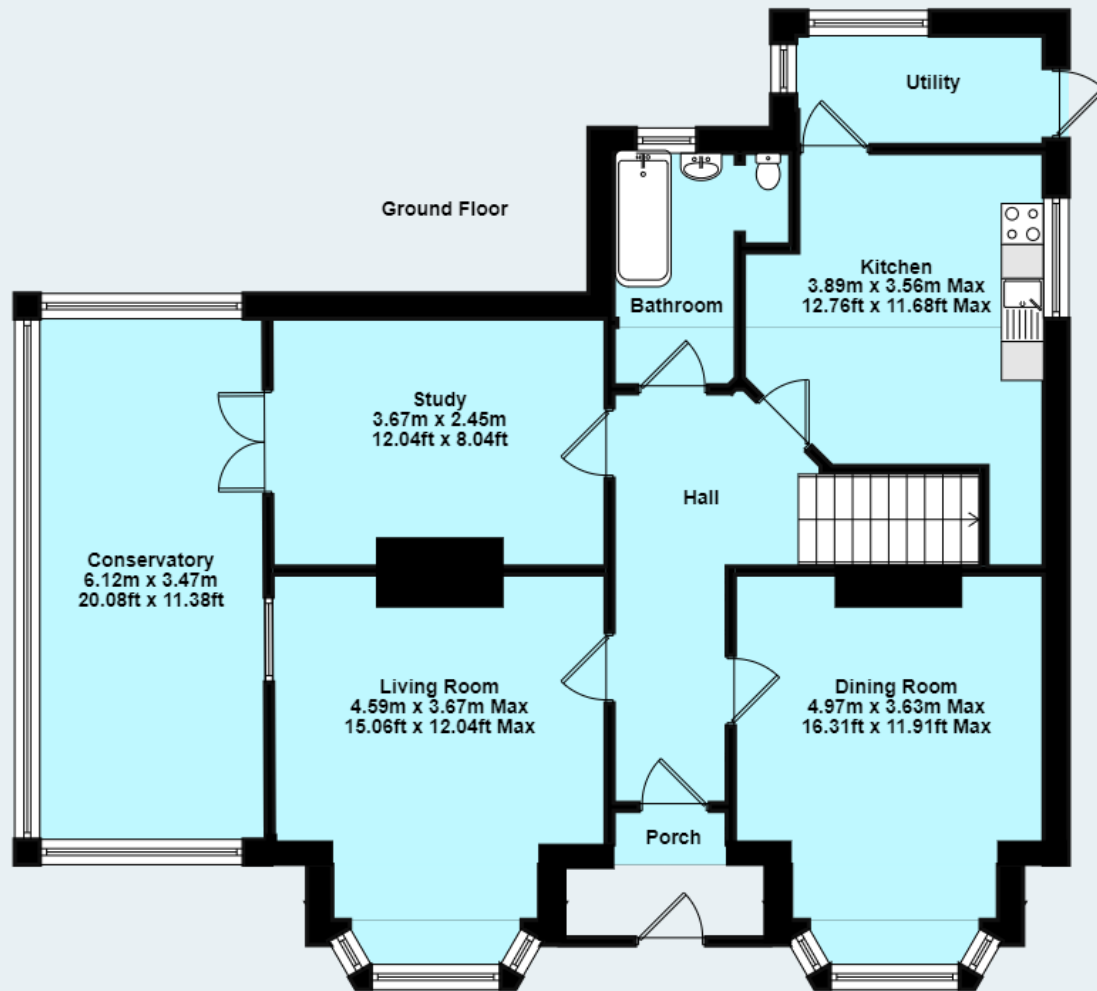 Utility
Ground Floor
Kitchen
3.89m x 3.56m Max
12.76ft x 11.68ft Max
Bathroom
Study
3.67m x 2.45m
12.04ft x 8.04ft
Hall
Conservatory
6.12m x 3.47m
20.08ft x 11.38ft
Living Room
4.59m x 3.67m Max
15.06ft x 12.04ft Max
Dining Room
4.97m x 3.63m Max
16.31ft x 11.91ft Max
Porch